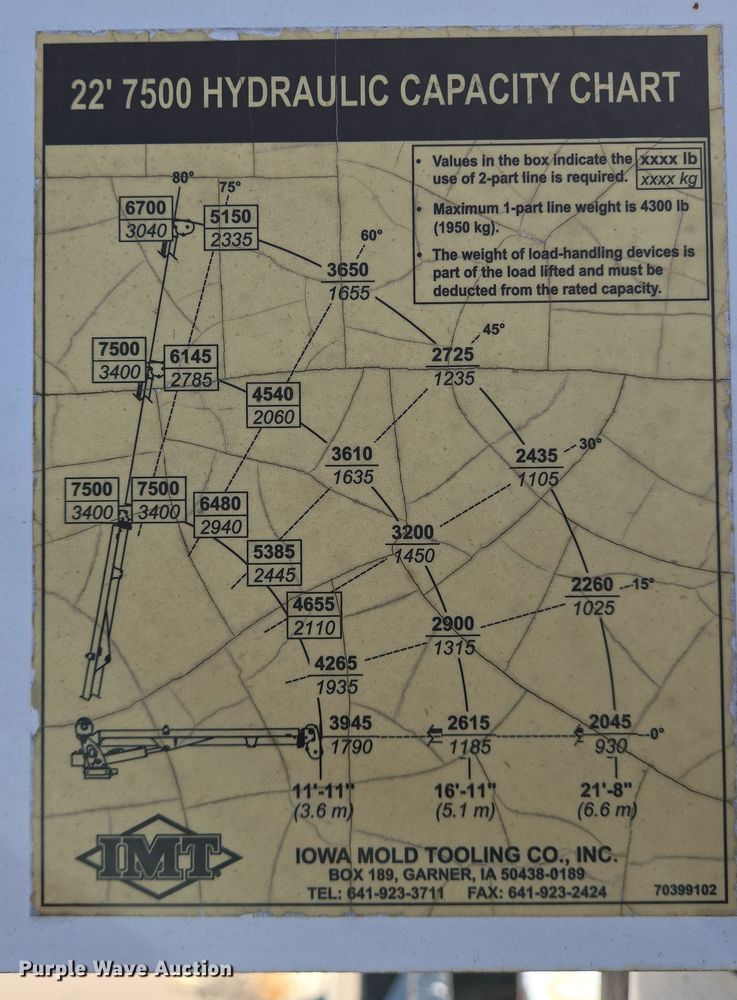 22' 7500 HYDRAULIC CAPACITY CHART
• Values in the box indicate the
use of 2-part line is required.
xxxx lb
xxxx kg
• Maximum 1-part line weight is 4300 lb
(1950 kg).
• The weight of load-handling devices is
part of the load lifted and must be
deducted from the rated capacity.
80°
75°
6700
3040
5150
2335
60°
3650
1655
45°
2725
1235
7500
3400
6145
2785
4540
2060
30°
3610
1635
2435
1105
7500
3400
7500
3400
6480
2940
3200
1450
5385
2445
15°
2260
1025
4655
2110
2900
1315
4265
1935
3945
1790
2615
1185
2045
930
0°
11'-11"
(3.6 m)
16'-11"
(5.1 m)
21'-8"
(6.6 m)
IMT
IOWA MOLD TOOLING CO., INC.
BOX 189, GARNER, IA 50438-0189
TEL: 641-923-3711 FAX: 641-923-2424
70399102
Purple Wave Auction